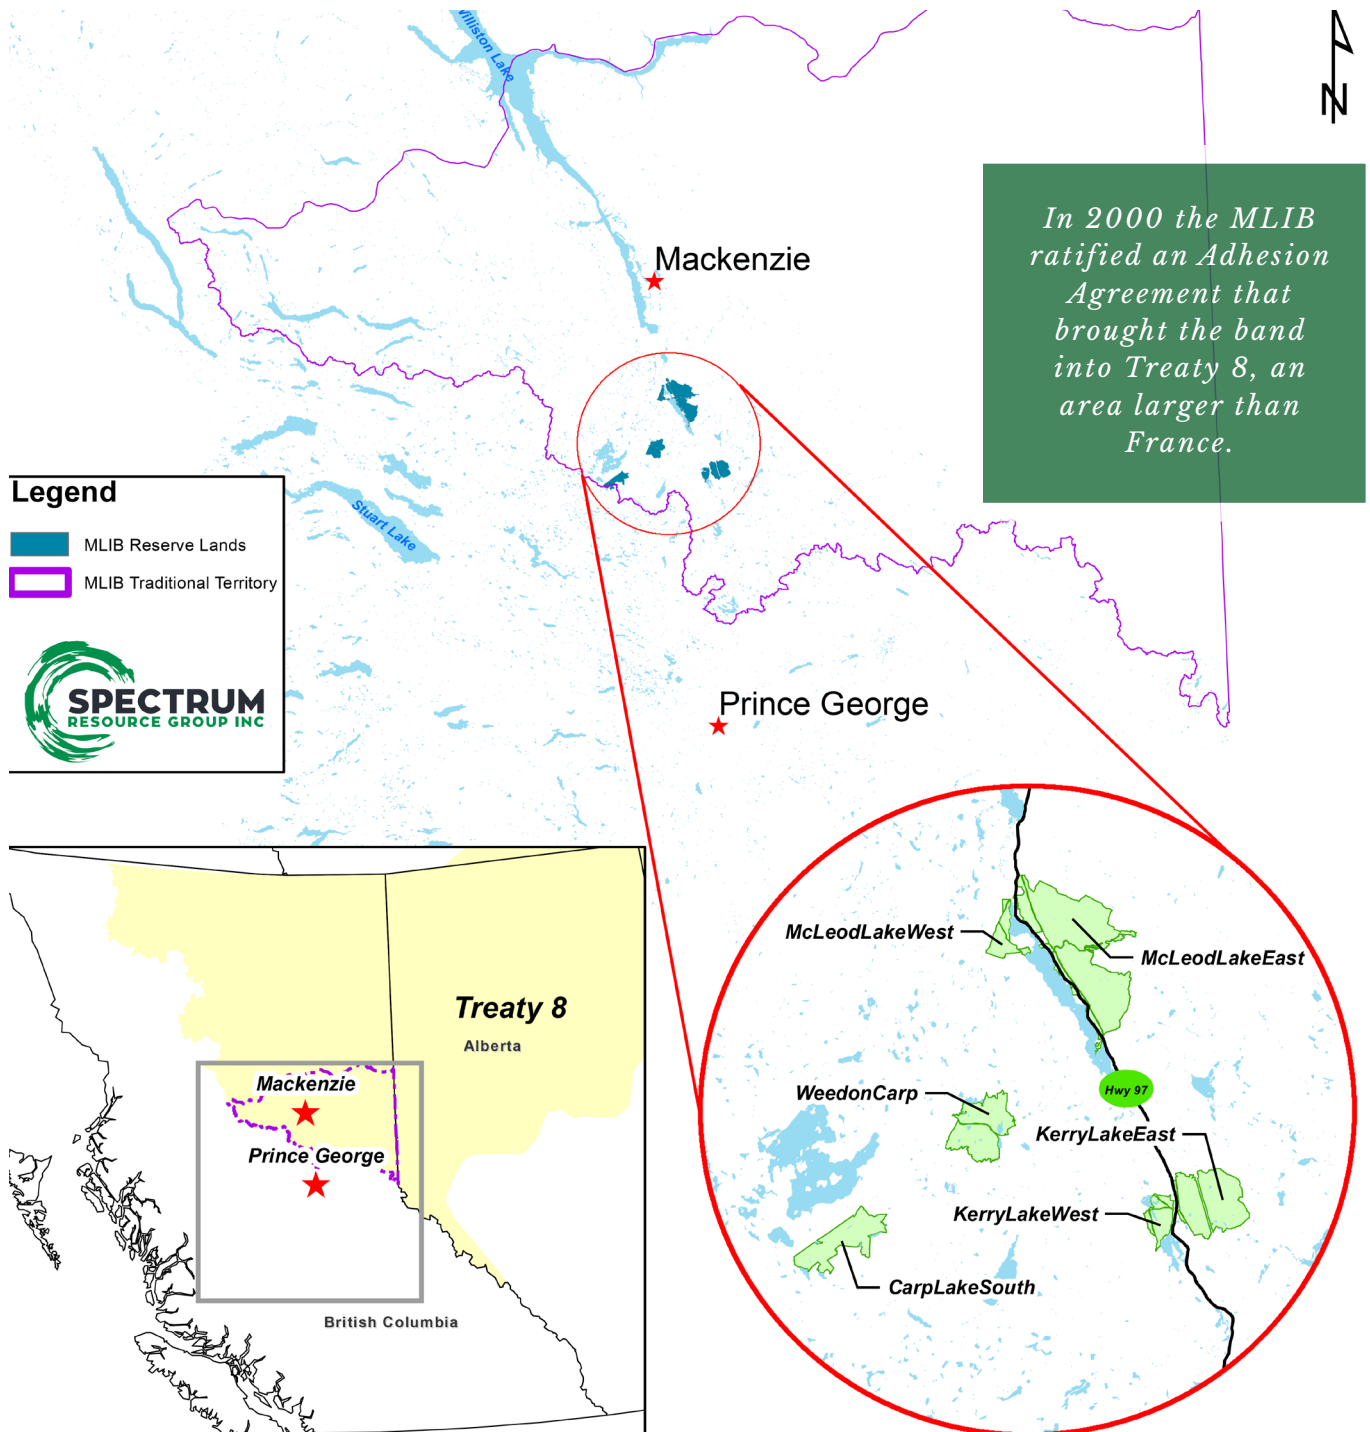 Williston Lake
N
Mackenzie
In 2000 the MLIB
ratified an Adhesion
Agreement that
brought the band
into Treaty 8, an
area larger than
France.
Legend
MLIB Reserve Lands
MLIB Traditional Territory
Stuart Lake
SPECTRUM
RESOURCE GROUP INC
Prince George
Treaty 8
Alberta
Mackenzie
Prince George
British Columbia
McLeodLakeWest
McLeodLakeEast
Hwy 97
WeedonCarp
KerryLakeEast
KerryLakeWest
CarpLakeSouth